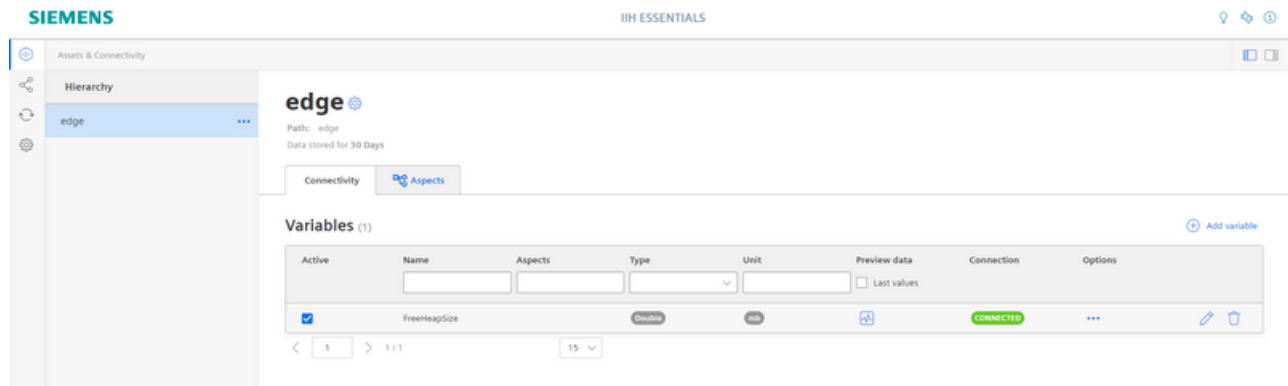 SIEMENS
IIH ESSENTIALS
Assets & Connectivity
Hierarchy
edge
edge
Path: edge
Data stored for 30 Days
Connectivity
Aspects
Variables (1)
Add variable
Active Name Aspects Type Unit Preview data Connection Options
Last values
FreeHeapSize Double mb CONNECTED
1 1 / 1 15